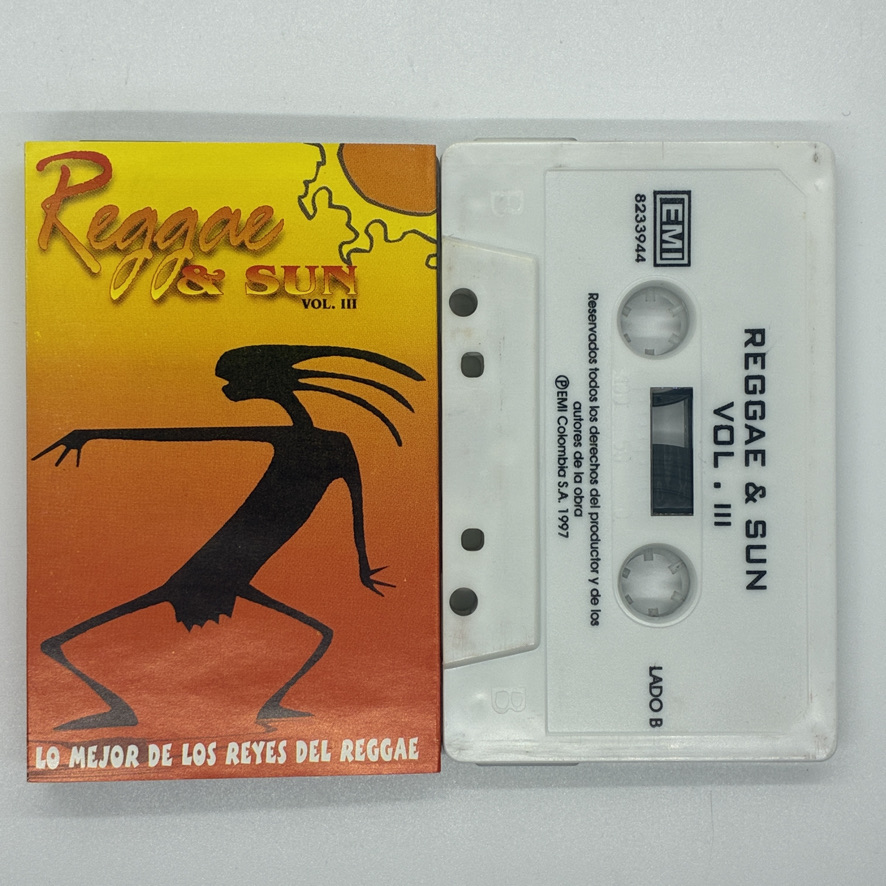 Reggae
& SUN
VOL. III
LO MEJOR DE LOS REYES DEL REGGAE
EMI
8233944
REGGAE & SUN
VOL. III
Reservados todos los derechos del productor y de los
autores de la obra
℗EMI Colombia S.A. 1997
LADO B
B
B